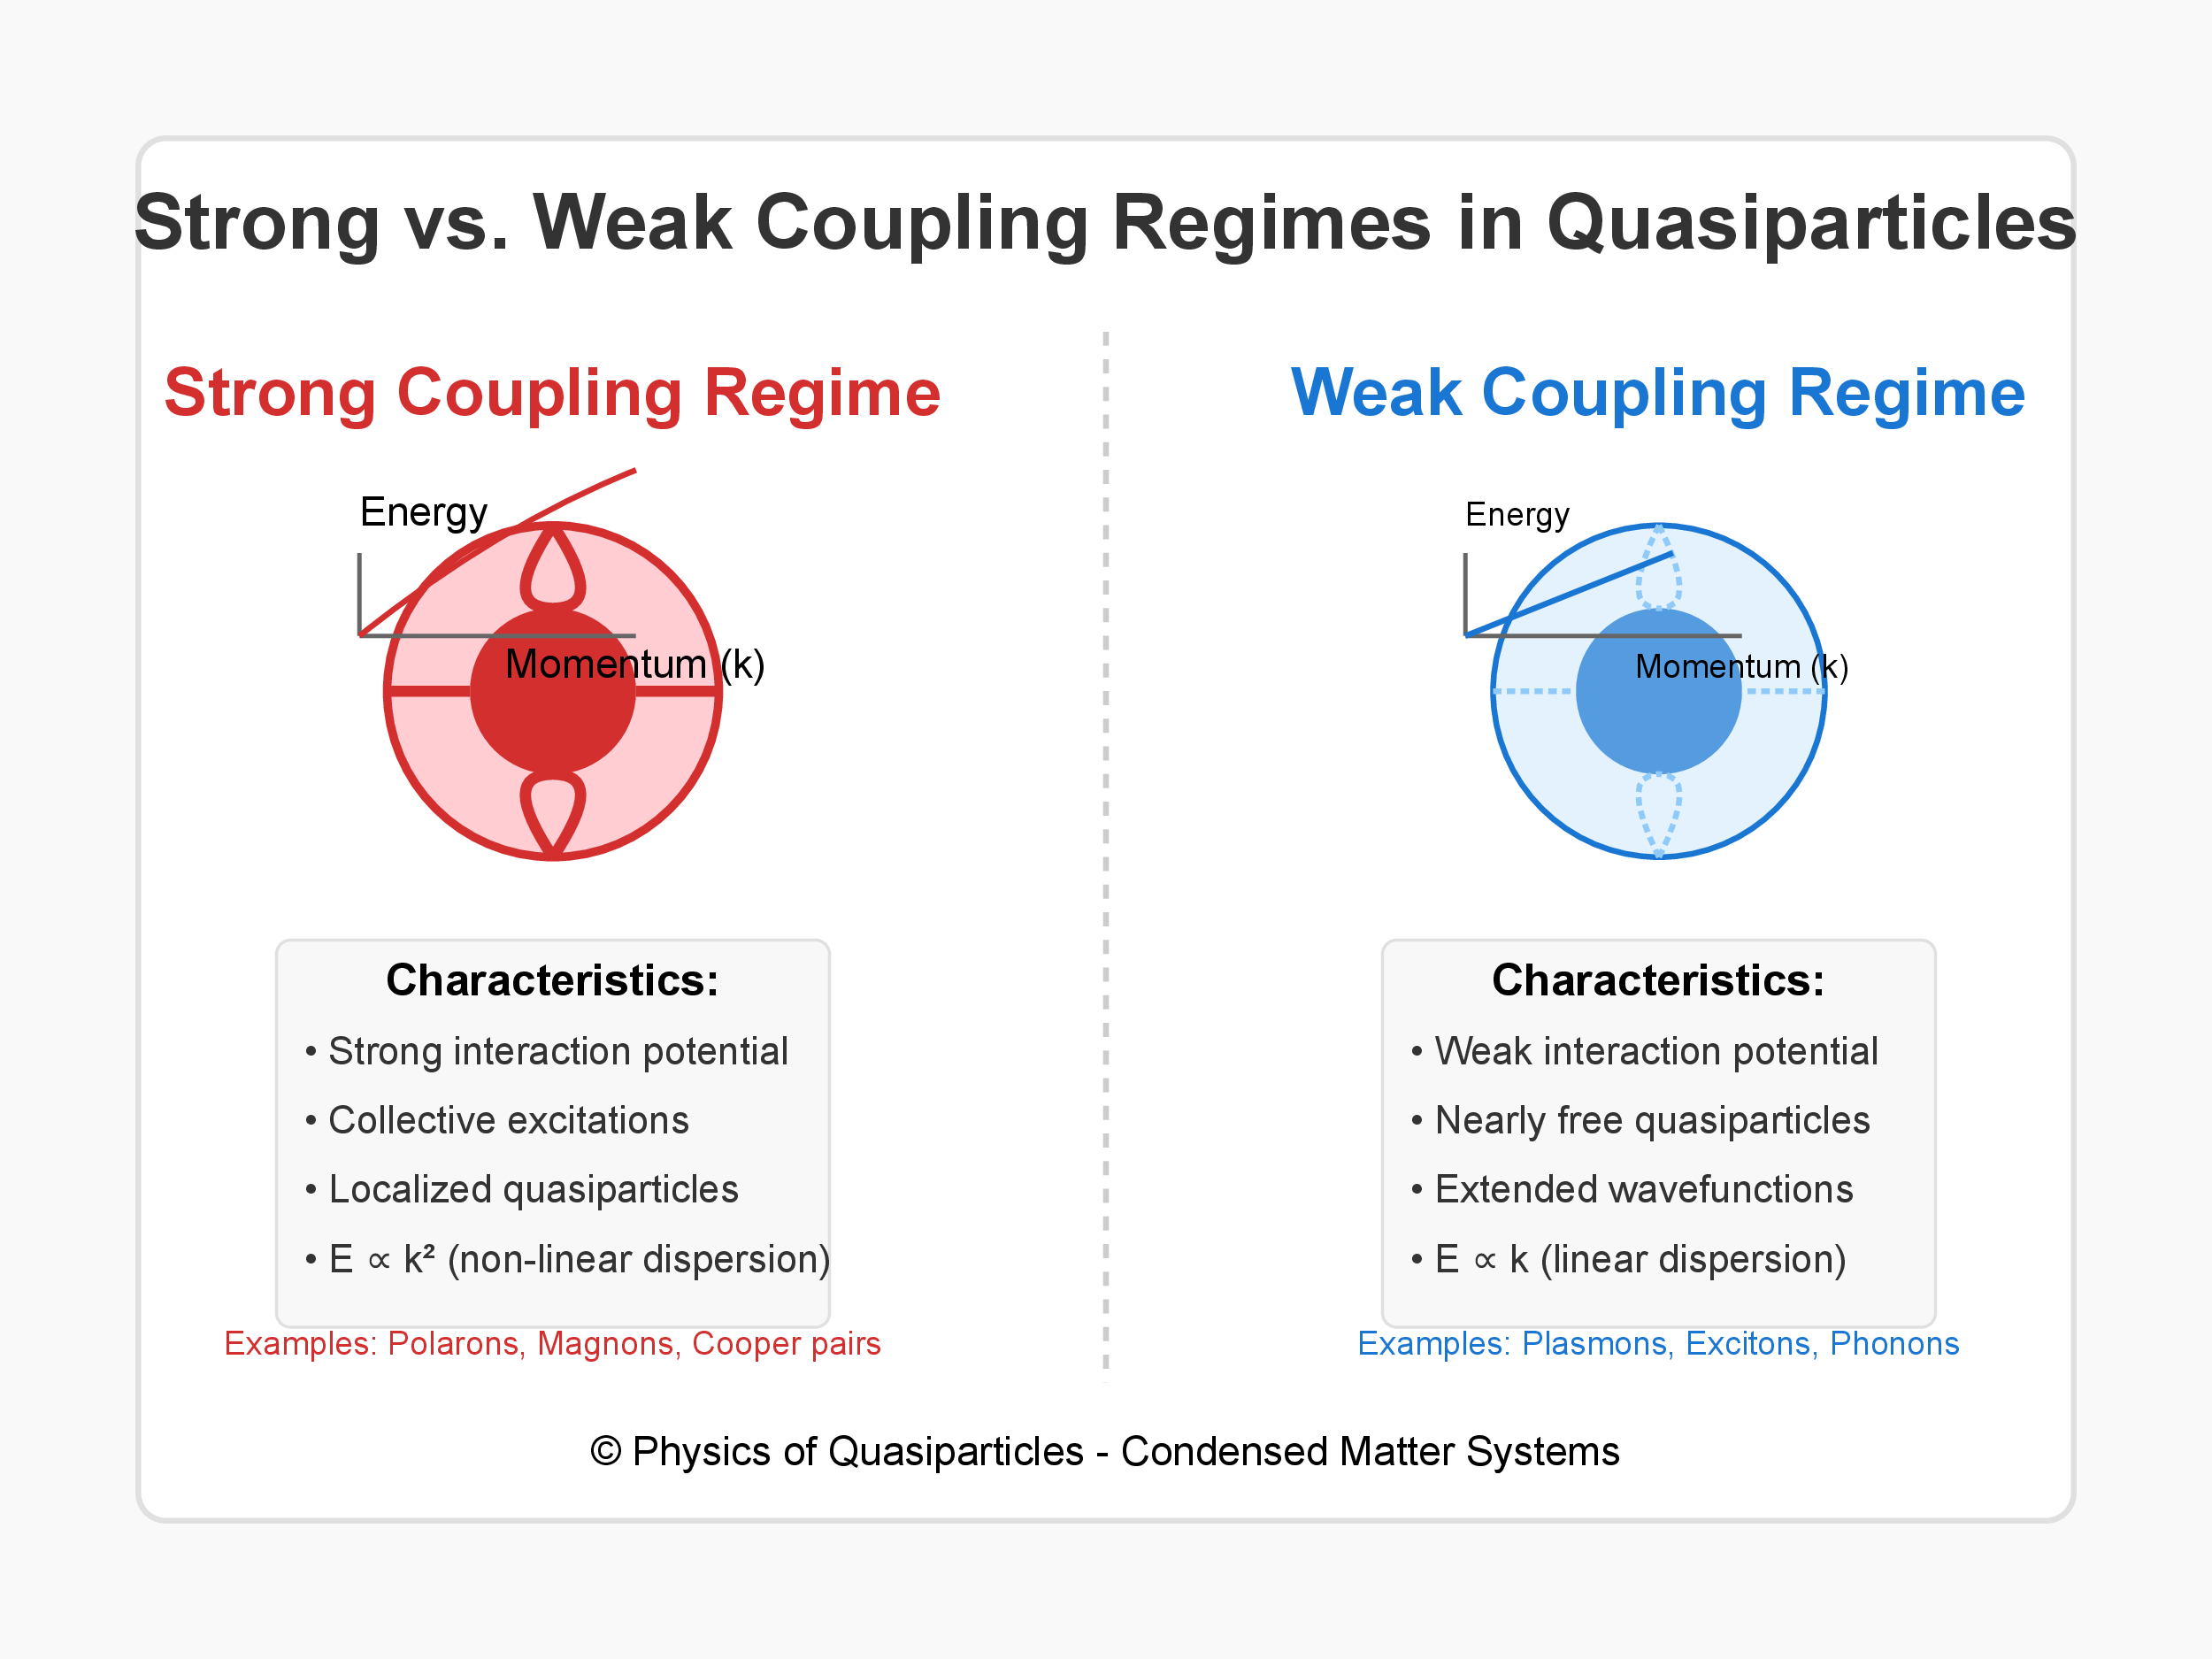 Strong vs. Weak Coupling Regimes in Quasiparticles
Strong Coupling Regime
Energy
Momentum (k)
Characteristics:
• Strong interaction potential
• Collective excitations
• Localized quasiparticles
• E ∝ k² (non-linear dispersion)
Examples: Polarons, Magnons, Cooper pairs
Weak Coupling Regime
Energy
Momentum (k)
Characteristics:
• Weak interaction potential
• Nearly free quasiparticles
• Extended wavefunctions
• E ∝ k (linear dispersion)
Examples: Plasmons, Excitons, Phonons
© Physics of Quasiparticles - Condensed Matter Systems